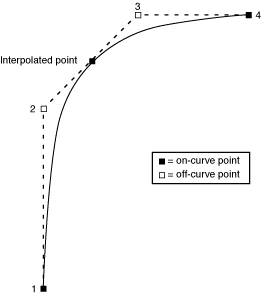 3
4
Interpolated point
2
= on-curve point
= off-curve point
1